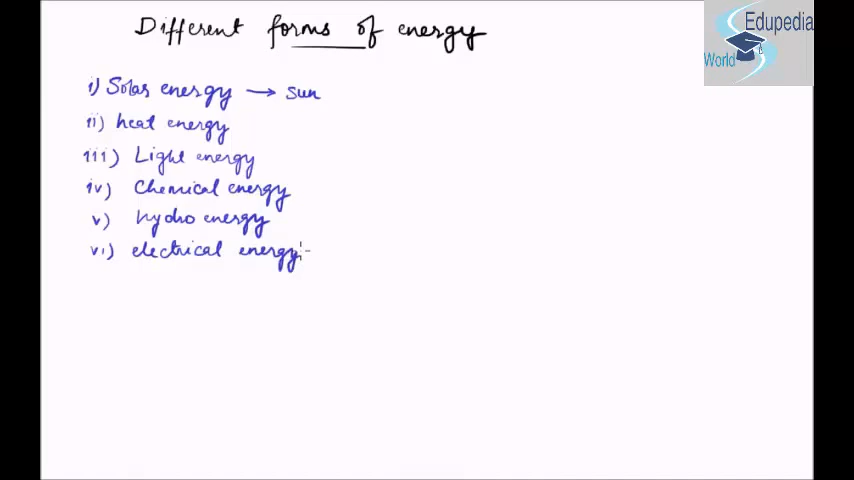 Different forms of energy
Edupedia
World
i) Solar energy → sun
ii) heat energy
iii) Light energy
iv) Chemical energy
v) hydro energy
vi) electrical energy